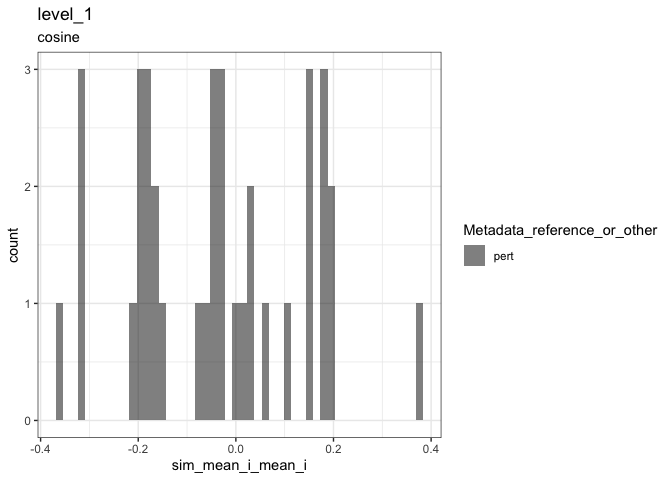 level_1
cosine
3
2
1
0
count
-0.4
-0.2
0.0
0.2
0.4
sim_mean_i_mean_i
Metadata_reference_or_other
pert